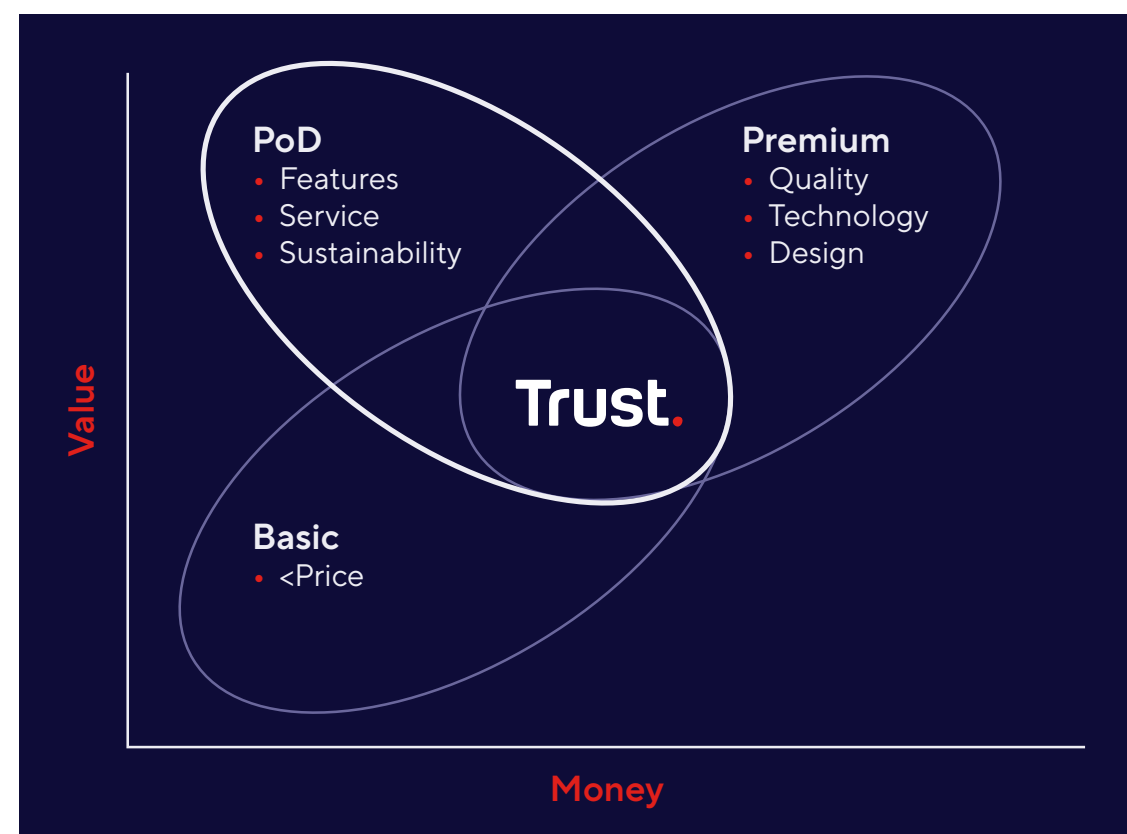 PoD
• Features
• Service
• Sustainability
Premium
• Quality
• Technology
• Design
Trust.
Basic
• <Price
Value
Money